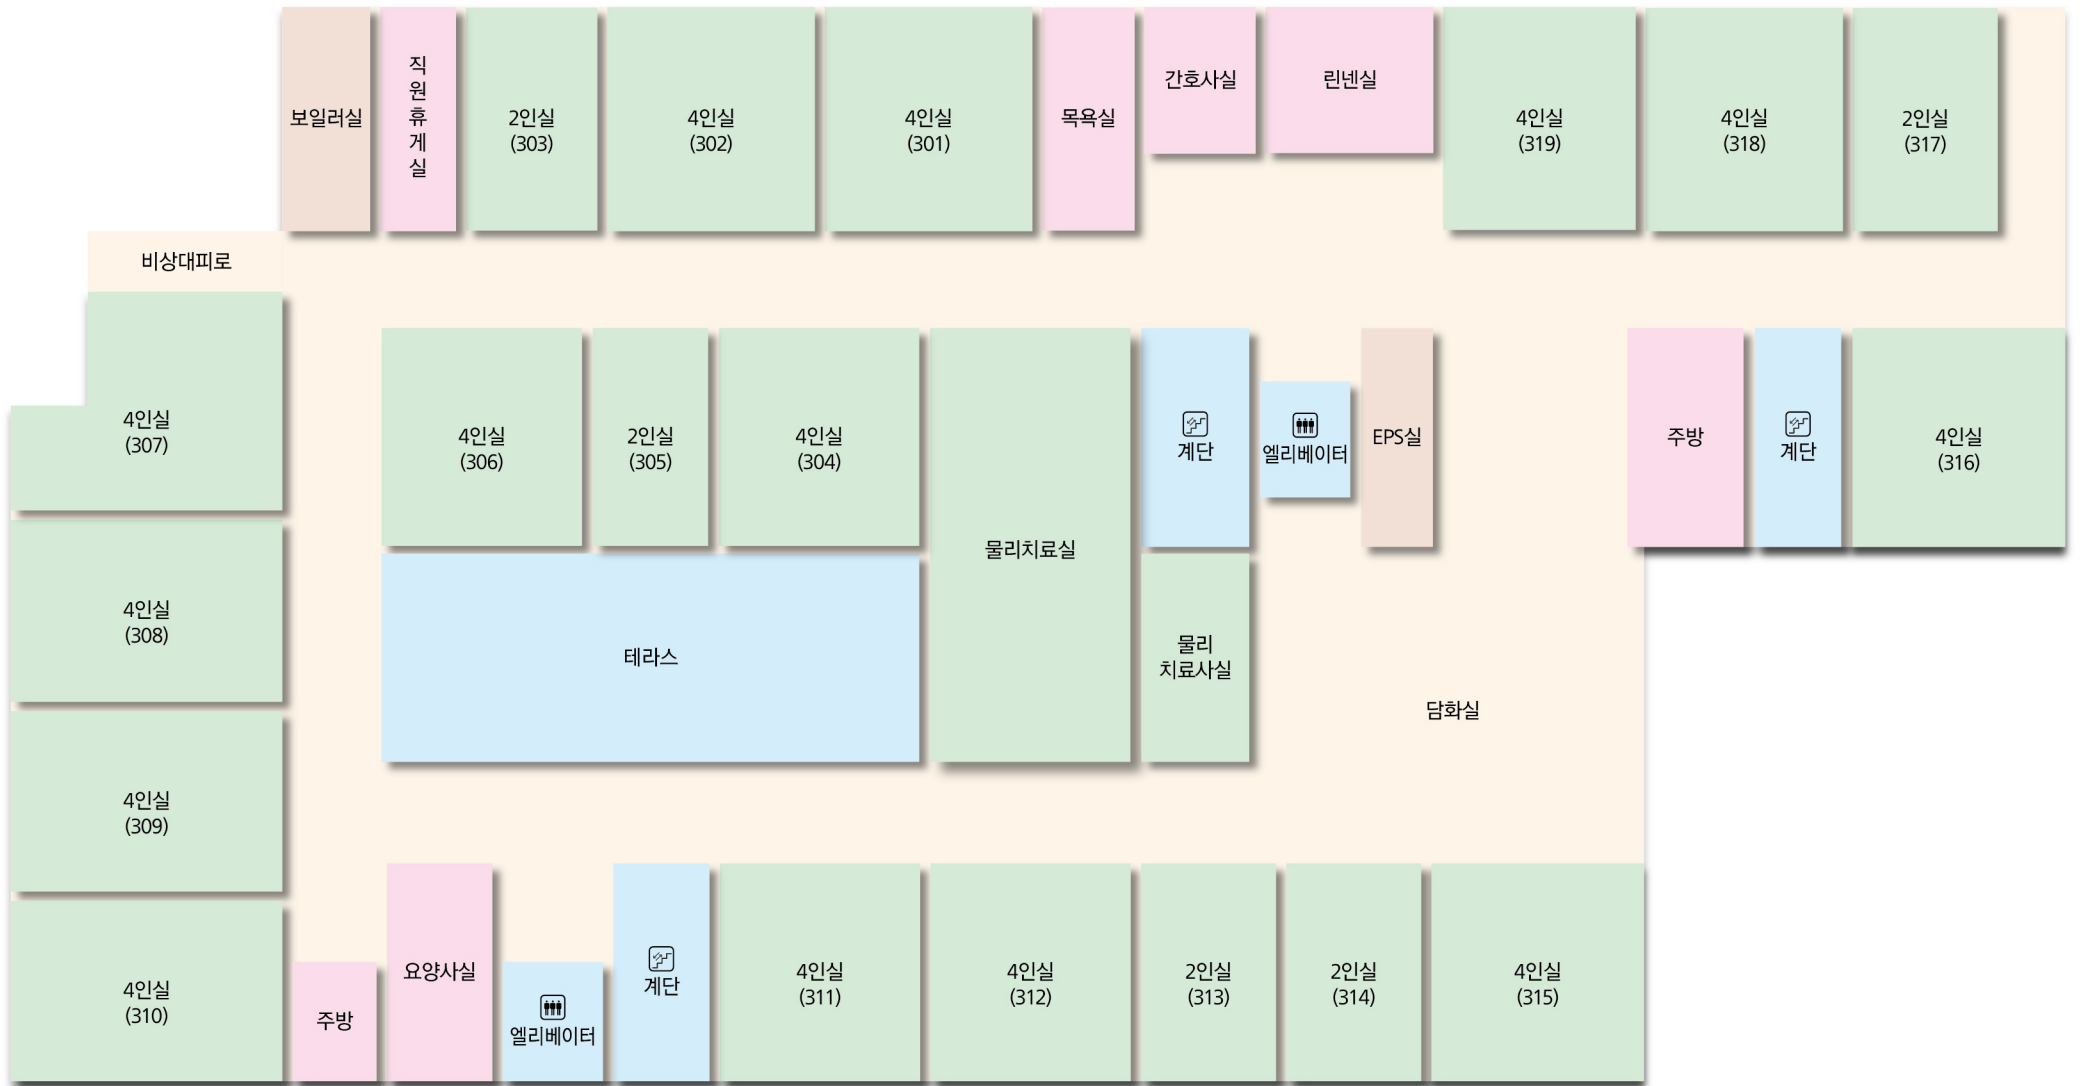 보일러실
직
원
휴
게
실
2인실
(303)
4인실
(302)
4인실
(301)
목욕실
간호사실
린넨실
4인실
(319)
4인실
(318)
2인실
(317)
비상대피로
4인실
(307)
4인실
(306)
2인실
(305)
4인실
(304)
물리치료실
계단
엘리베이터
EPS실
주방
계단
4인실
(316)
4인실
(308)
테라스
물리
치료사실
담화실
4인실
(309)
4인실
(310)
주방
요양사실
엘리베이터
계단
4인실
(311)
4인실
(312)
2인실
(313)
2인실
(314)
4인실
(315)